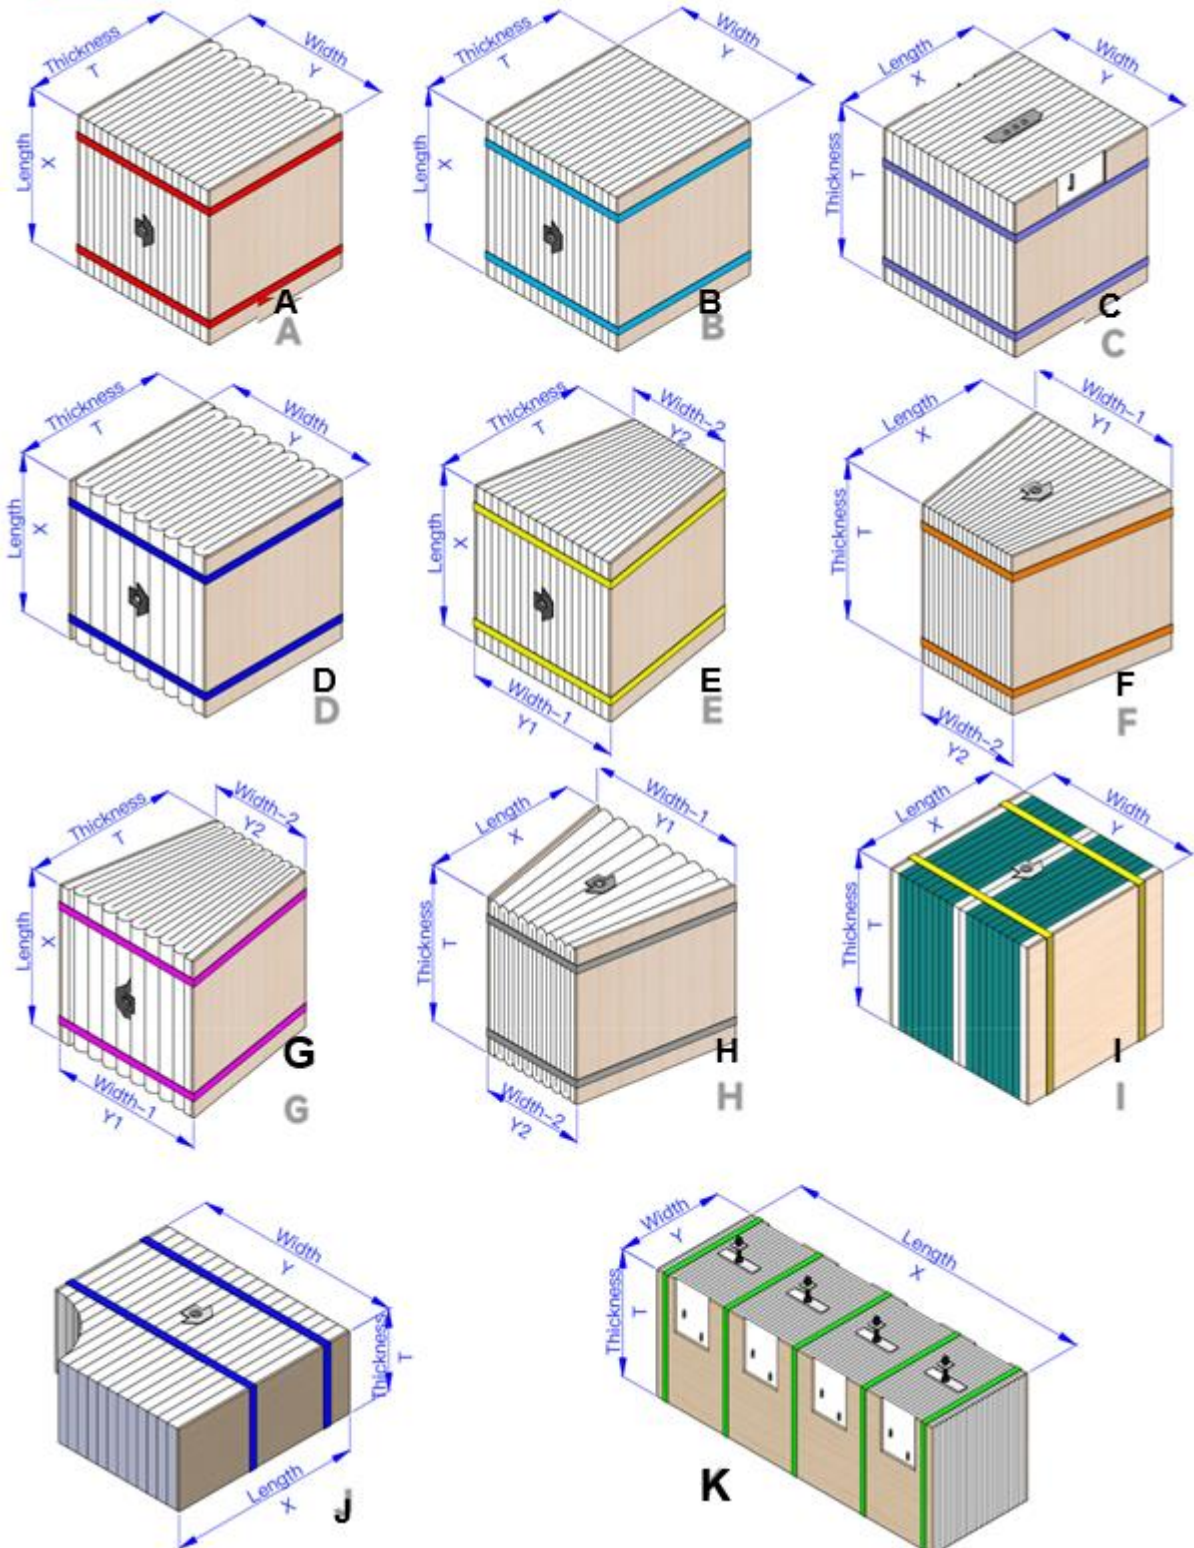 Thickness
T
Width
Y
Length
X
A
A
Thickness
T
Width
Y
Length
X
B
B
Length
X
Width
Y
Thickness
T
C
C
Thickness
T
Width
Y
Length
X
D
D
Thickness
T
Width-2
Y2
Length
X
Width-1
Y1
E
E
Length
X
Width-1
Y1
Thickness
T
Width-2
Y2
F
F
Thickness
T
Width-2
Y2
Length
X
Width-1
Y1
G
G
Length
X
Width-1
Y1
Thickness
T
Width-2
Y2
H
H
Length
X
Width
Y
Thickness
T
I
I
Width
Y
Thickness
T
Length
X
J
Width
Y
Length
X
Thickness
T
K